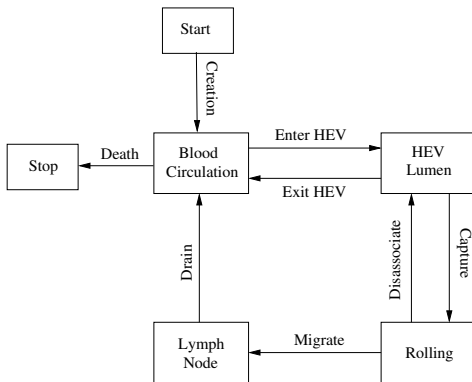 Start
Creation
Death
Enter HEV
Stop
Blood
Circulation
HEV
Lumen
Exit HEV
Drain
Disassociate
Capture
Lymph
Node
Migrate
Rolling